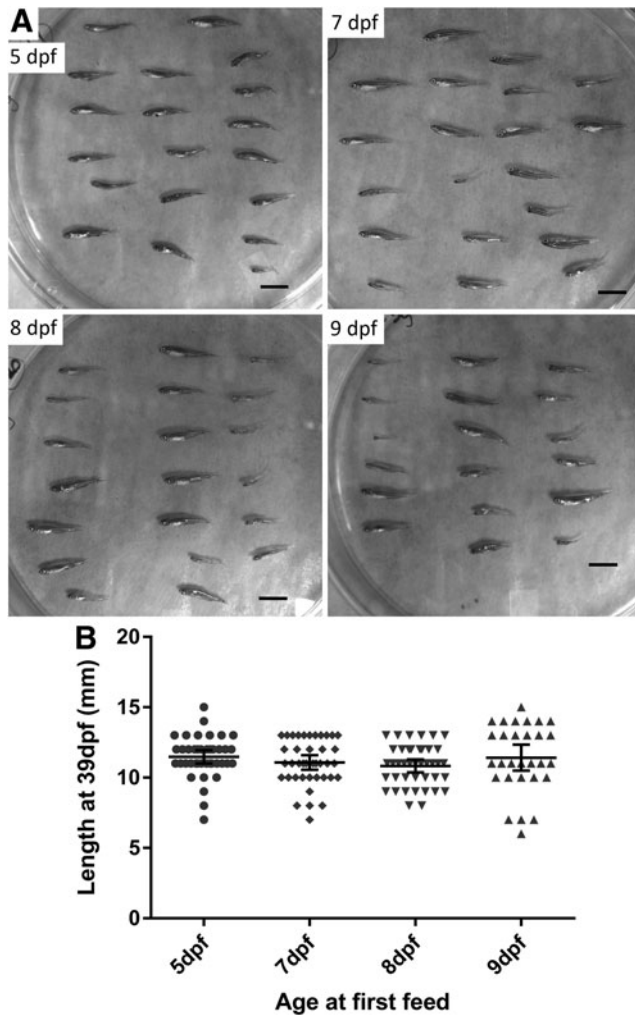 A
5 dpf
7 dpf
8 dpf
9 dpf
B
Length at 39dpf (mm)
20
15
10
5
0
5dpf
7dpf
8dpf
9dpf
Age at first feed